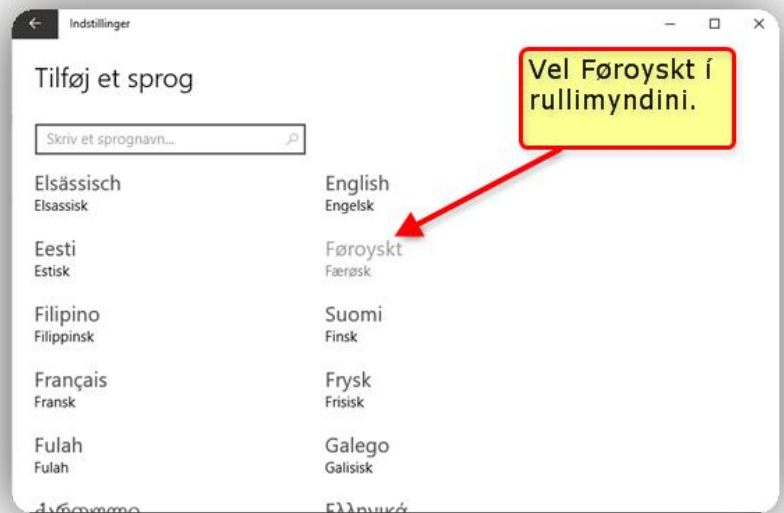 Indstillinger
Tilføj et sprog
Vel Føroyskt í
rullimyndini.
Skriv et sprognavn...
Elsässisch
Elsassisk
English
Engelsk
Eesti
Estisk
Føroyskt
Færøsk
Filipino
Filippinsk
Suomi
Finsk
Français
Fransk
Frysk
Frisisk
Fulah
Fulah
Galego
Galisisk
Ελληνικά